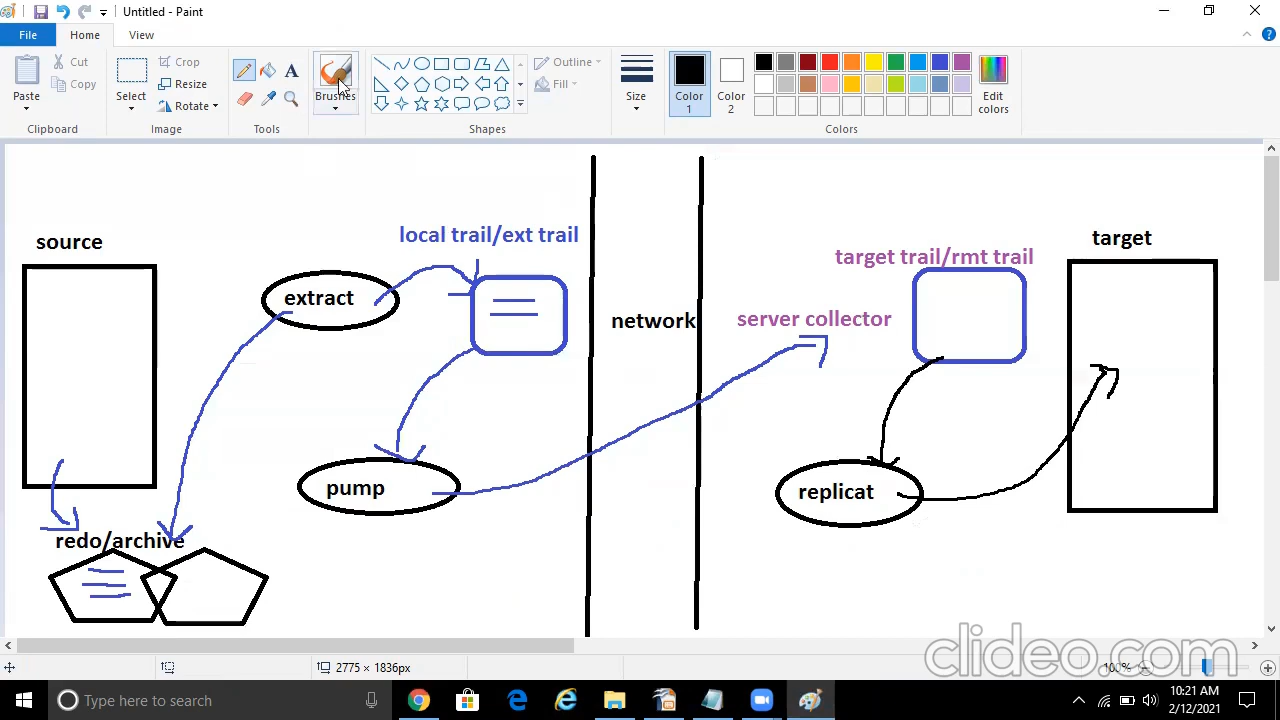 Untitled - Paint
File
Home
View
Paste
Cut
Copy
Clipboard
Select
Crop
Resize
Rotate
Image
Tools
Brushes
Outline
Fill
Shapes
Size
Color
1
Color
2
Edit
colors
Colors
source
local trail/ext trail
target trail/rmt trail
target
extract
network
server collector
pump
replicat
redo/archive
2775 × 1836px
100%
clideo.com
Type here to search
10:21 AM
2/12/2021